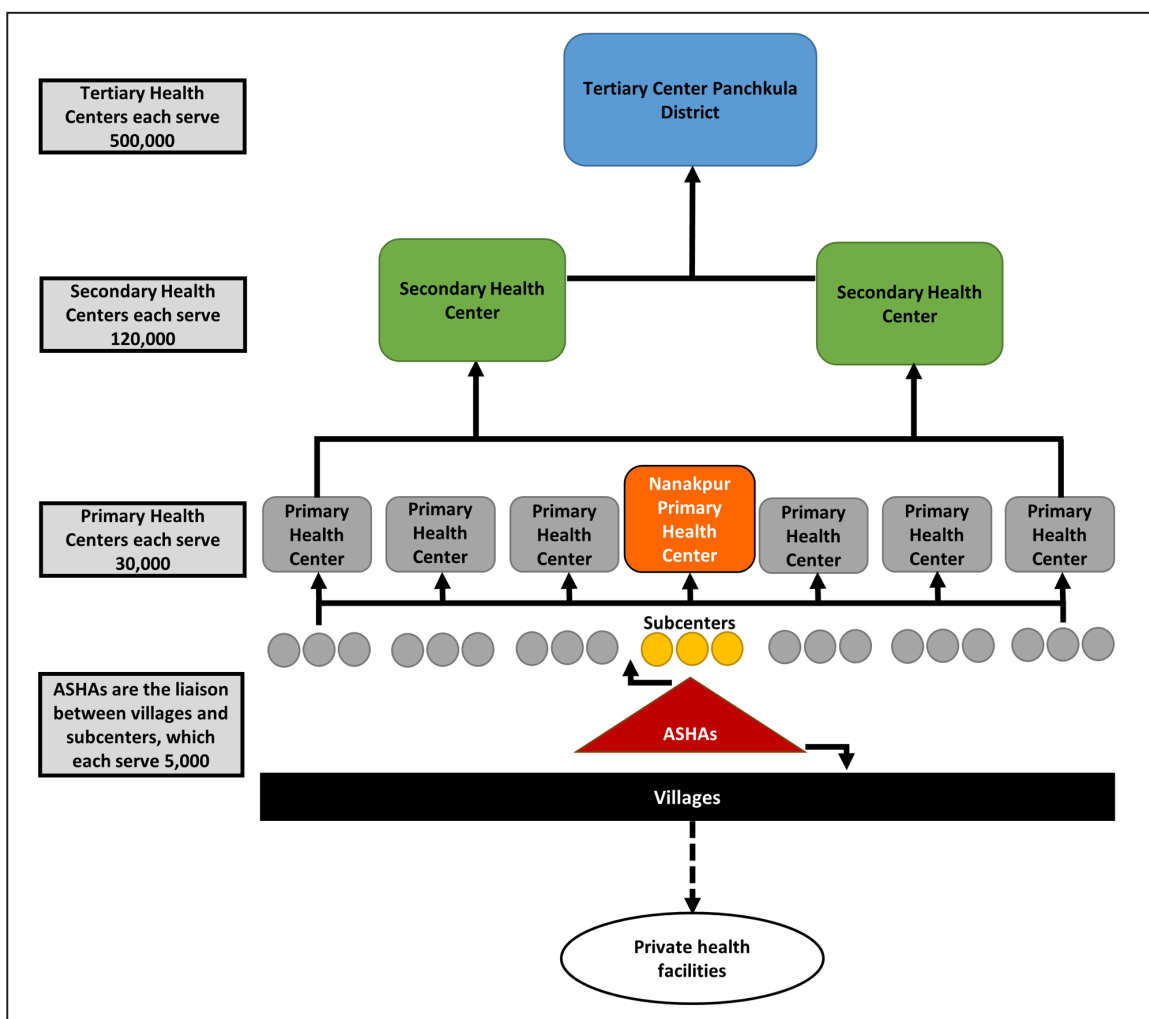 Tertiary Health
Centers each serve
500,000
Tertiary Center Panchkula
District
Secondary Health
Centers each serve
120,000
Secondary Health
Center
Secondary Health
Center
Primary Health
Centers each serve
30,000
Primary
Health
Center
Primary
Health
Center
Primary
Health
Center
Nanakpur
Primary
Health
Center
Primary
Health
Center
Primary
Health
Center
Primary
Health
Center
Subcenters
ASHAs are the liaison
between villages and
subcenters, which
each serve 5,000
ASHAs
Villages
Private health
facilities